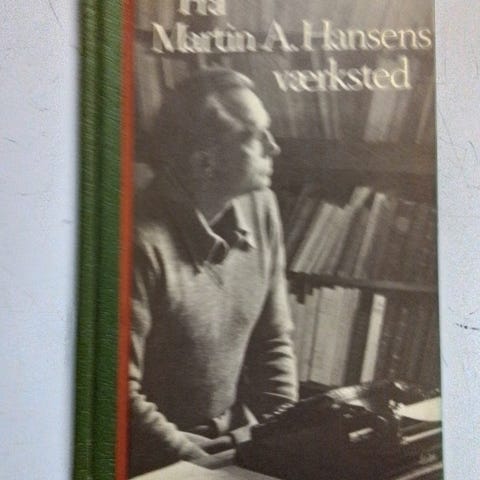 Fra
Martin A. Hansens
værksted